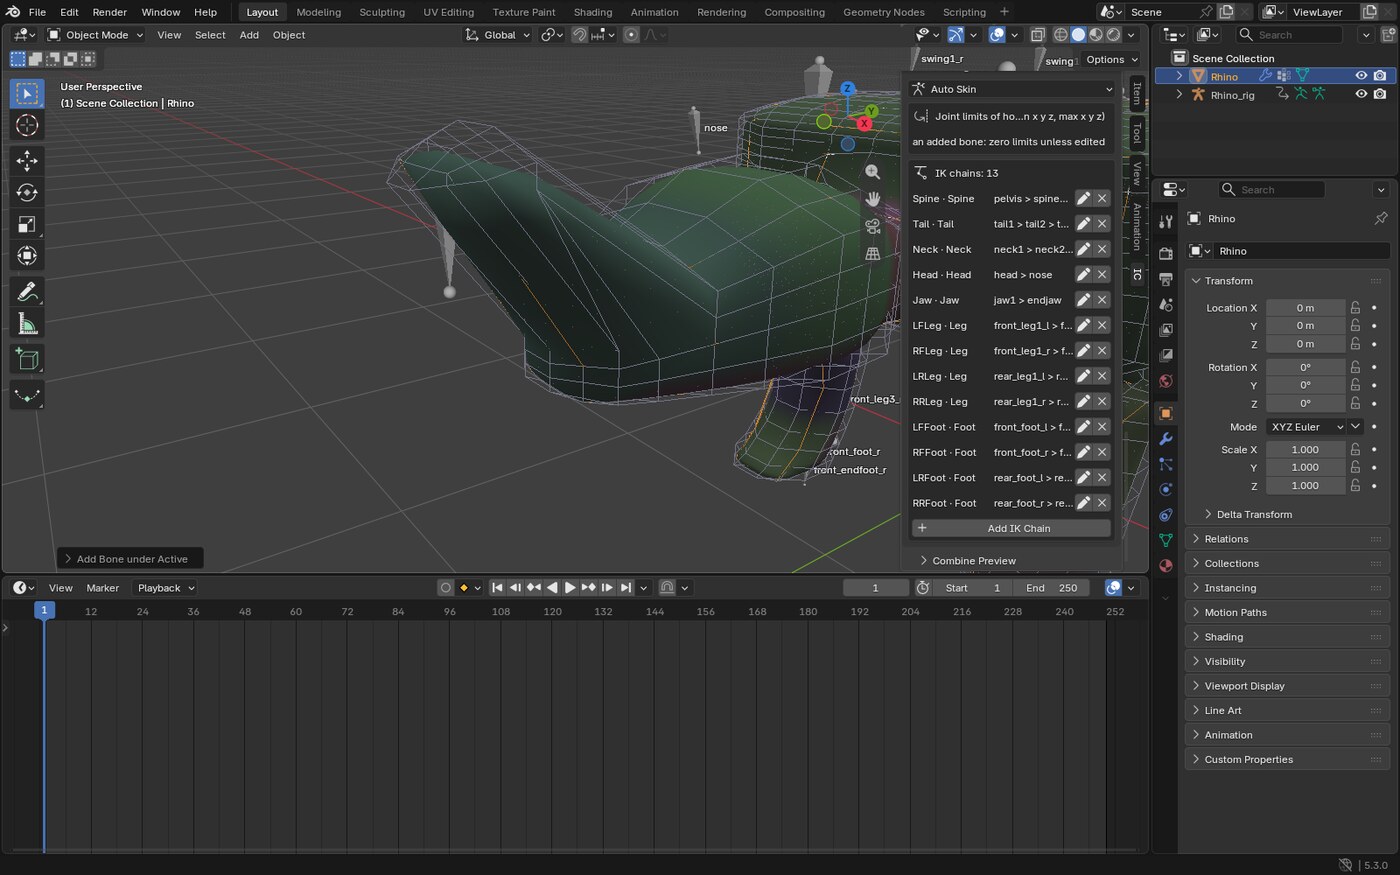 File Edit Render Window Help Layout Modeling Sculpting UV Editing Texture Paint Shading Animation Rendering Compositing Geometry Nodes Scripting Scene ViewLayer
Object Mode View Select Add Object Global
Search
swing1_r swing Options
User Perspective
(1) Scene Collection | Rhino
nose
Z
Y
X
Auto Skin
Joint limits of ho...n x y z, max x y z)
an added bone: zero limits unless edited
IK chains: 13
Spine · Spine pelvis > spine...
Tail · Tail tail1 > tail2 > t...
Neck · Neck neck1 > neck2...
Head · Head head > nose
Jaw · Jaw jaw1 > endjaw
LFLeg · Leg front_leg1_l > f...
RFLeg · Leg front_leg1_r > f...
LRLeg · Leg rear_leg1_l > r...
RRLeg · Leg rear_leg1_r > r...
LFFoot · Foot front_foot_l > f...
RFFoot · Foot front_foot_r > f...
LRFoot · Foot rear_foot_l > re...
RRFoot · Foot rear_foot_r > re...
Add IK Chain
Combine Preview
Item
Tool
View
Animation
IC
ront_leg3_
ront_foot_r
front_endfoot_r
Add Bone under Active
Scene Collection
Rhino
Rhino_rig
Search
Rhino
Rhino
Transform
Location X 0 m
Y 0 m
Z 0 m
Rotation X 0°
Y 0°
Z 0°
Mode XYZ Euler
Scale X 1.000
Y 1.000
Z 1.000
Delta Transform
Relations
Collections
Instancing
Motion Paths
Shading
Visibility
Viewport Display
Line Art
Animation
Custom Properties
View Marker Playback 1 Start 1 End 250
1 12 24 36 48 60 72 84 96 108 120 132 144 156 168 180 192 204 216 228 240 252
5.3.0